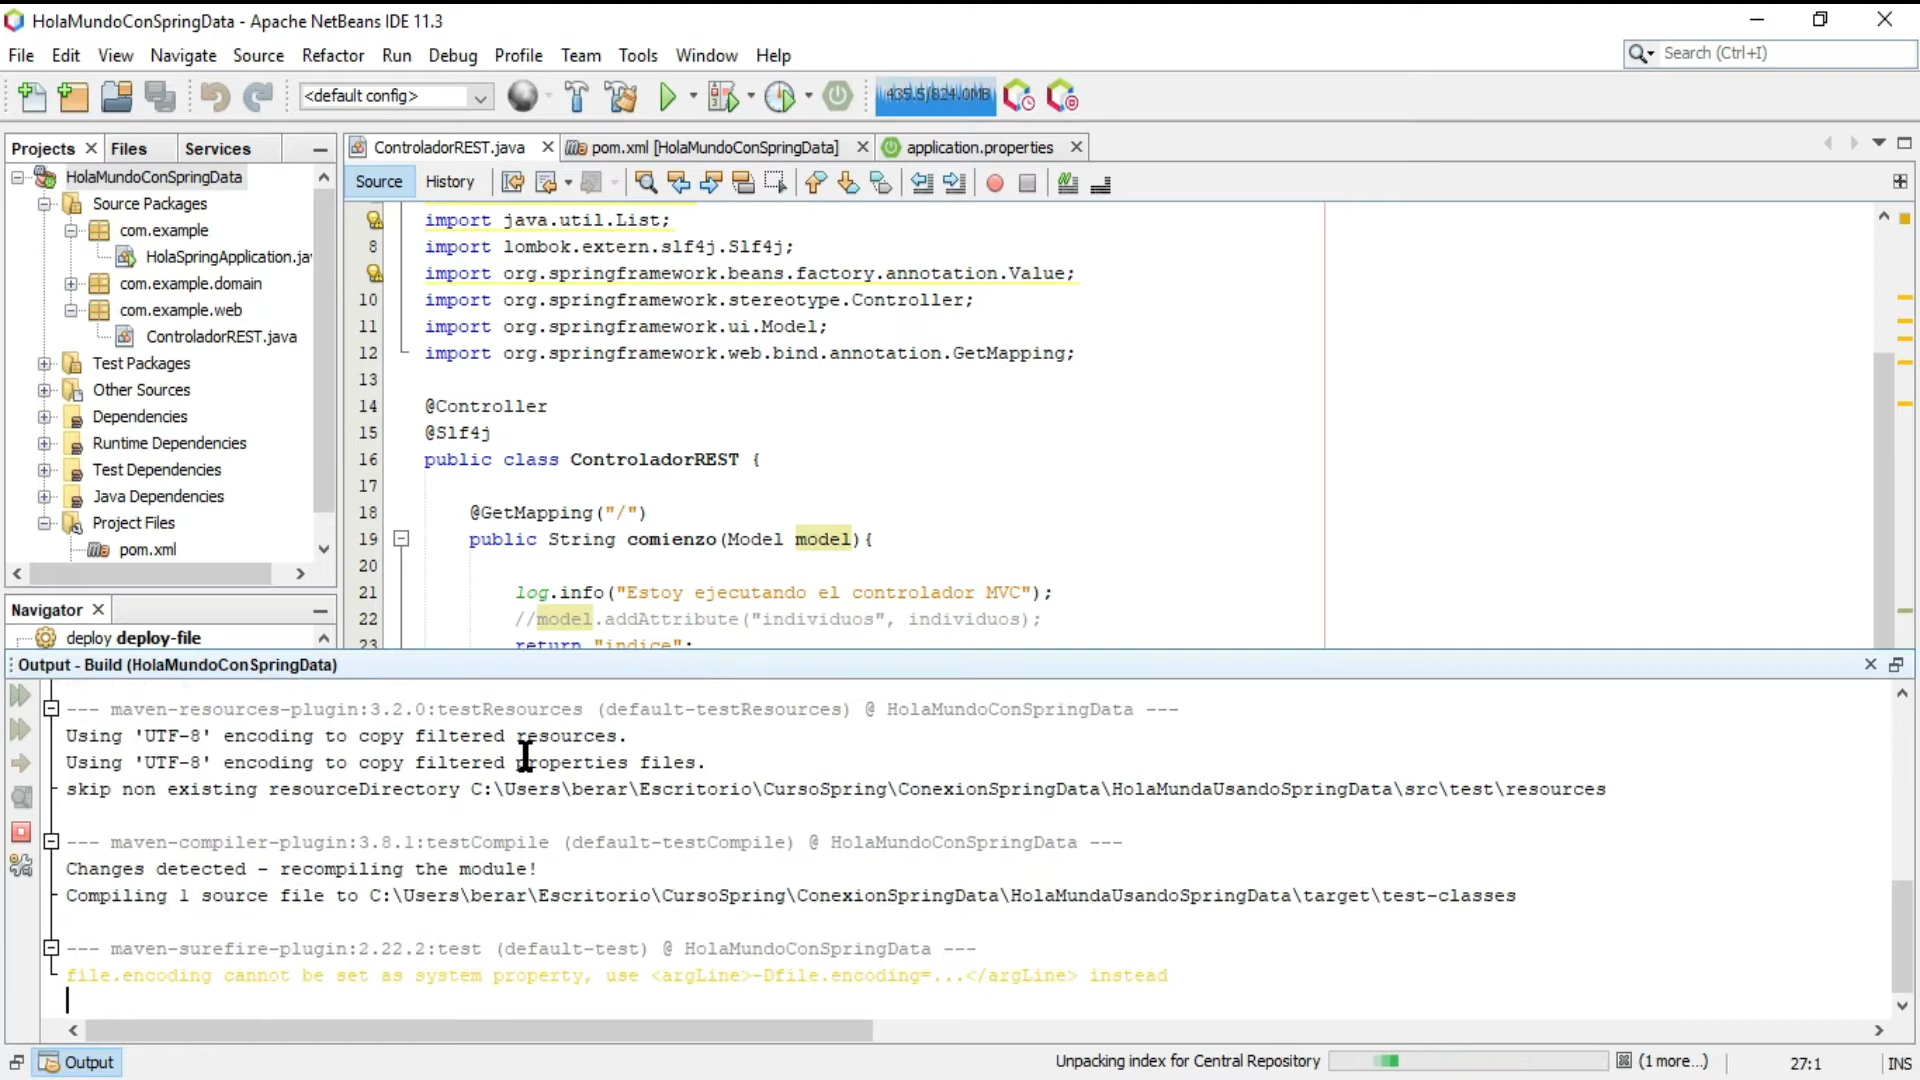 HolaMundoConSpringData - Apache NetBeans IDE 11.3
File Edit View Navigate Source Refactor Run Debug Profile Team Tools Window Help
Search (Ctrl+I)
<default config>
435.5/824.0MB
Projects Files Services
ControladorREST.java pom.xml [HolaMundoConSpringData] application.properties
Source History
HolaMundoConSpringData
Source Packages
com.example
HolaSpringApplication.ja
com.example.domain
com.example.web
ControladorREST.java
Test Packages
Other Sources
Dependencies
Runtime Dependencies
Test Dependencies
Java Dependencies
Project Files
pom.xml
Navigator
deploy deploy-file
import java.util.List;
8 import lombok.extern.slf4j.Slf4j;
import org.springframework.beans.factory.annotation.Value;
10 import org.springframework.stereotype.Controller;
11 import org.springframework.ui.Model;
12 import org.springframework.web.bind.annotation.GetMapping;
13
14 @Controller
15 @Slf4j
16 public class ControladorREST {
17
18 @GetMapping("/")
19 public String comienzo(Model model){
20
21 log.info("Estoy ejecutando el controlador MVC");
22 //model.addAttribute("individuos", individuos);
23 return "indice";
Output - Build (HolaMundoConSpringData)
--- maven-resources-plugin:3.2.0:testResources (default-testResources) @ HolaMundoConSpringData ---
Using 'UTF-8' encoding to copy filtered resources.
Using 'UTF-8' encoding to copy filtered properties files.
skip non existing resourceDirectory C:\Users\berar\Escritorio\CursoSpring\ConexionSpringData\HolaMundaUsandoSpringData\src\test\resources
--- maven-compiler-plugin:3.8.1:testCompile (default-testCompile) @ HolaMundoConSpringData ---
Changes detected - recompiling the module!
Compiling 1 source file to C:\Users\berar\Escritorio\CursoSpring\ConexionSpringData\HolaMundaUsandoSpringData\target\test-classes
--- maven-surefire-plugin:2.22.2:test (default-test) @ HolaMundoConSpringData ---
file.encoding cannot be set as system property, use <argLine>-Dfile.encoding=...</argLine> instead
Output
Unpacking index for Central Repository
(1 more...)
27:1
INS